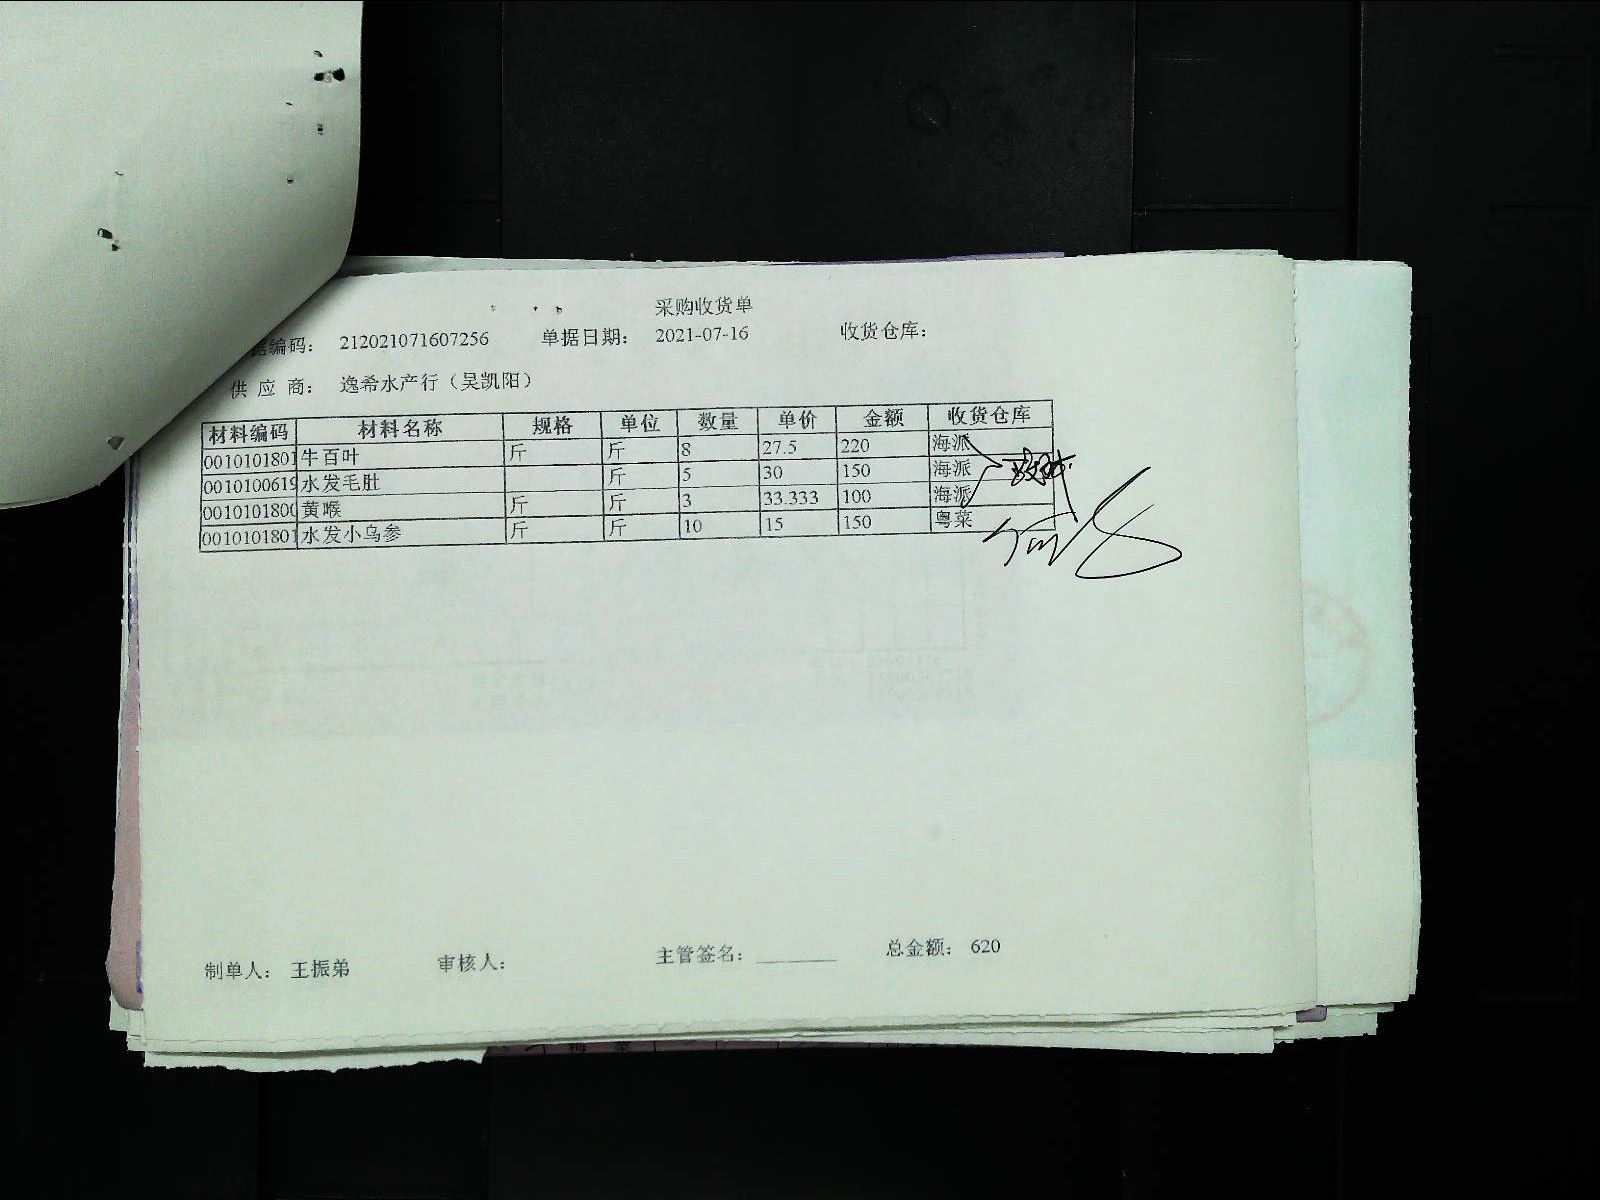 采购收货单
据编码： 212021071607256 单据日期： 2021-07-16 收货仓库：
供 应 商： 逸希水产行（吴凯阳）
材料编码 材料名称 规格 单位 数量 单价 金额 收货仓库
0010101801 牛百叶 斤 斤 8 27.5 220 海派
0010100619 水发毛肚 斤 5 30 150 海派
001010180 黄喉 斤 斤 3 33.333 100 海派
0010101801 水发小乌参 斤 斤 10 15 150 粤菜
制单人： 王振弟 审核人： 主管签名： 总金额： 620